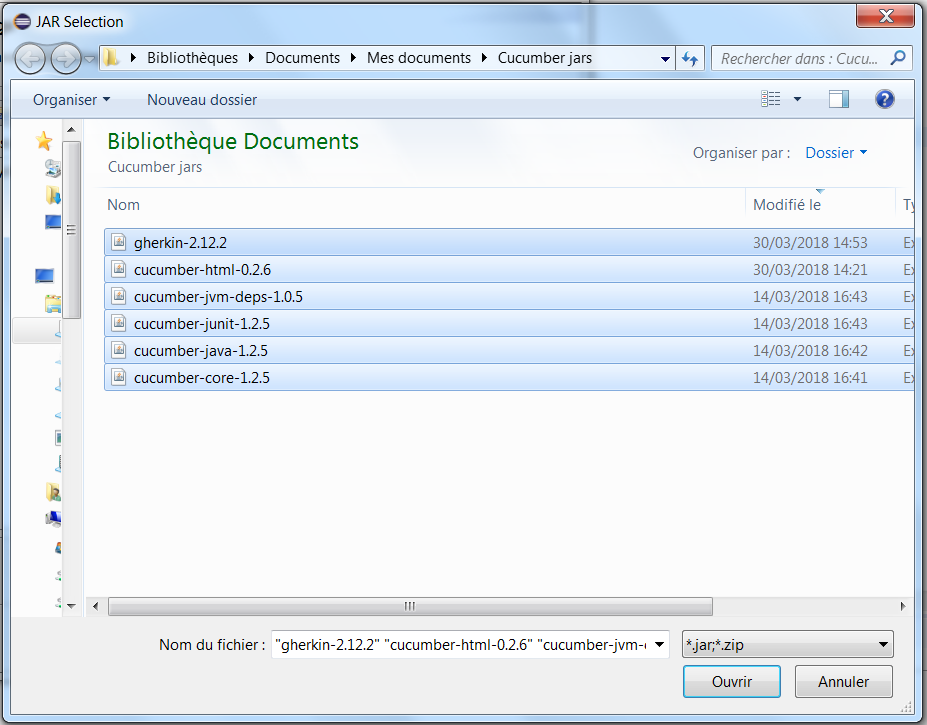 JAR Selection
Bibliothèques Documents Mes documents Cucumber jars Rechercher dans : Cucu...
Organiser Nouveau dossier
Bibliothèque Documents
Cucumber jars
Organiser par : Dossier
Nom Modifié le Ty
gherkin-2.12.2 30/03/2018 14:53 Ex
cucumber-html-0.2.6 30/03/2018 14:21 Ex
cucumber-jvm-deps-1.0.5 14/03/2018 16:43 Ex
cucumber-junit-1.2.5 14/03/2018 16:43 Ex
cucumber-java-1.2.5 14/03/2018 16:42 Ex
cucumber-core-1.2.5 14/03/2018 16:41 Ex
Nom du fichier : "gherkin-2.12.2" "cucumber-html-0.2.6" "cucumber-jvm- *.jar;*.zip
Ouvrir Annuler